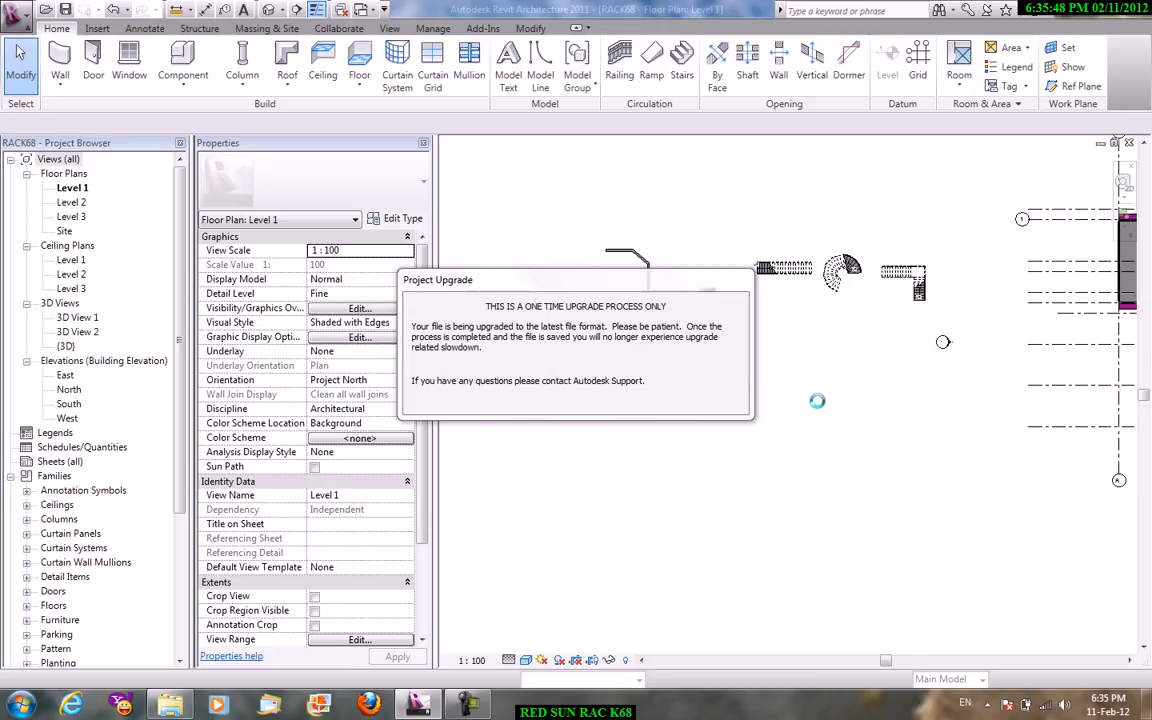 Autodesk Revit Architecture 2011 - [RACK68 - Floor Plan: Level 1]
Type a keyword or phrase
6:35:48 PM 02/11/2012
Home Insert Annotate Structure Massing & Site Collaborate View Manage Add-Ins Modify
Modify Wall Door Window Component Column Roof Ceiling Floor Curtain System Curtain Grid Mullion Model Text Model Line Model Group Railing Ramp Stairs By Face Shaft Wall Vertical Dormer Level Grid Room
Area Set
Legend Show
Tag Ref Plane
Select Build Model Circulation Opening Datum Room & Area Work Plane
RACK68 - Project Browser
Views (all)
Floor Plans
Level 1
Level 2
Level 3
Site
Ceiling Plans
Level 1
Level 2
Level 3
3D Views
3D View 1
3D View 2
{3D}
Elevations (Building Elevation)
East
North
South
West
Legends
Schedules/Quantities
Sheets (all)
Families
Annotation Symbols
Ceilings
Columns
Curtain Panels
Curtain Systems
Curtain Wall Mullions
Detail Items
Doors
Floors
Furniture
Parking
Pattern
Planting
Properties
Floor Plan: Level 1 Edit Type
Graphics
View Scale 1 : 100
Scale Value 1: 100
Display Model Normal
Detail Level Fine
Visibility/Graphics Ov... Edit...
Visual Style Shaded with Edges
Graphic Display Opti... Edit...
Underlay None
Underlay Orientation Plan
Orientation Project North
Wall Join Display Clean all wall joins
Discipline Architectural
Color Scheme Location Background
Color Scheme <none>
Analysis Display Style None
Sun Path
Identity Data
View Name Level 1
Dependency Independent
Title on Sheet
Referencing Sheet
Referencing Detail
Default View Template None
Extents
Crop View
Crop Region Visible
Annotation Crop
View Range Edit...
Properties help Apply
Project Upgrade
THIS IS A ONE TIME UPGRADE PROCESS ONLY
Your file is being upgraded to the latest file format. Please be patient. Once the
process is completed and the file is saved you will no longer experience upgrade
related slowdown.
If you have any questions please contact Autodesk Support.
1
A
2D
1 : 100
Main Model
EN
6:35 PM
11-Feb-12
RED SUN RAC K68